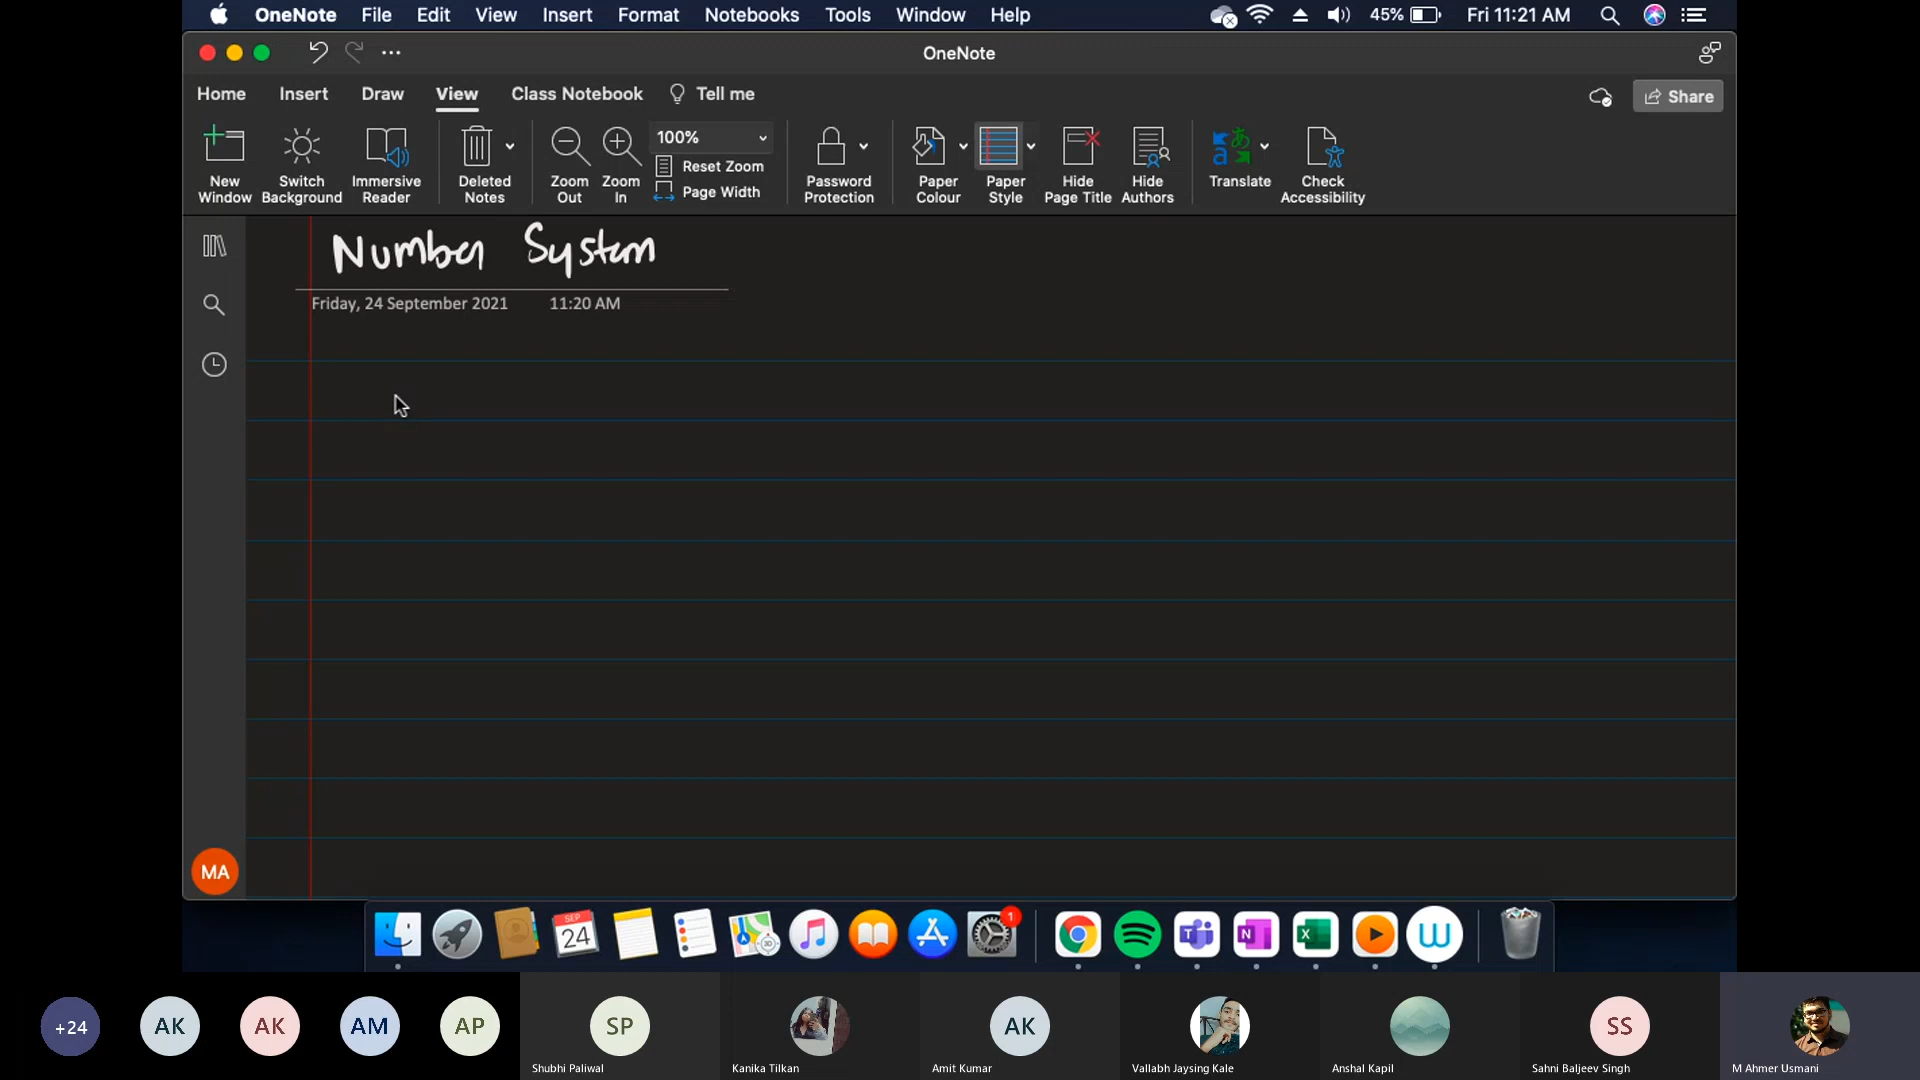 OneNote File Edit View Insert Format Notebooks Tools Window Help 45% Fri 11:21 AM
OneNote
Home Insert Draw View Class Notebook Tell me Share
New Window Switch Background Immersive Reader Deleted Notes Zoom Out Zoom In 100% Reset Zoom Page Width Password Protection Paper Colour Paper Style Hide Page Title Hide Authors Translate Check Accessibility
Number System
Friday, 24 September 2021 11:20 AM
MA
SEP 24 3D 1 N X W
+24 AK AK AM AP SP AK SS
Shubhi Paliwal Kanika Tilkan Amit Kumar Vallabh Jaysing Kale Anshal Kapil Sahni Baljeev Singh M Ahmer Usmani